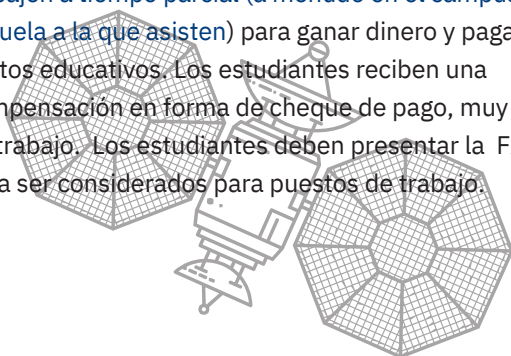 bajen a tiempo parcial (a menudo en el campus
uela a la que asisten) para ganar dinero y paga
tos educativos. Los estudiantes reciben una
pensación en forma de cheque de pago, muy
trabajo. Los estudiantes deben presentar la F
a ser considerados para puestos de trabajo.